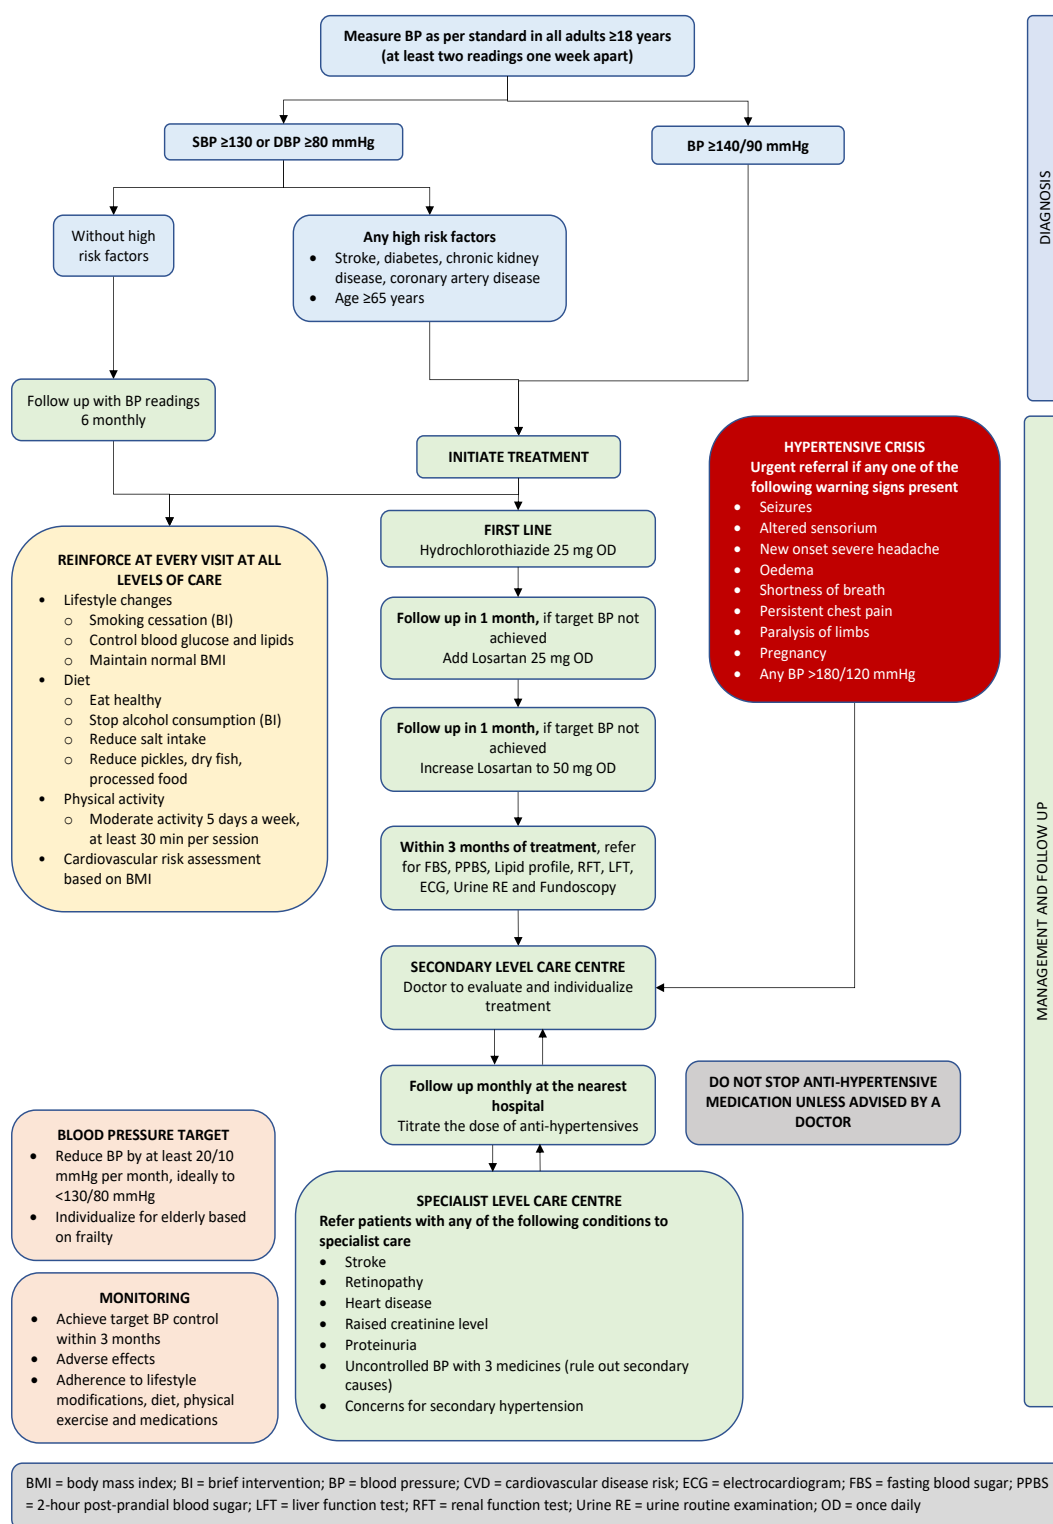 Measure BP as per standard in all adults ≥18 years
(at least two readings one week apart)
SBP ≥130 or DBP ≥80 mmHg
BP ≥140/90 mmHg
DIAGNOSIS
Without high
risk factors
Any high risk factors
• Stroke, diabetes, chronic kidney
disease, coronary artery disease
• Age ≥65 years
Follow up with BP readings
6 monthly
INITIATE TREATMENT
HYPERTENSIVE CRISIS
Urgent referral if any one of the
following warning signs present
• Seizures
• Altered sensorium
• New onset severe headache
• Oedema
• Shortness of breath
• Persistent chest pain
• Paralysis of limbs
• Pregnancy
• Any BP >180/120 mmHg
MANAGEMENT AND FOLLOW UP
FIRST LINE
Hydrochlorothiazide 25 mg OD
REINFORCE AT EVERY VISIT AT ALL
LEVELS OF CARE
• Lifestyle changes
o Smoking cessation (BI)
o Control blood glucose and lipids
o Maintain normal BMI
• Diet
o Eat healthy
o Stop alcohol consumption (BI)
o Reduce salt intake
o Reduce pickles, dry fish,
processed food
• Physical activity
o Moderate activity 5 days a week,
at least 30 min per session
• Cardiovascular risk assessment
based on BMI
Follow up in 1 month, if target BP not
achieved
Add Losartan 25 mg OD
Follow up in 1 month, if target BP not
achieved
Increase Losartan to 50 mg OD
Within 3 months of treatment, refer
for FBS, PPBS, Lipid profile, RFT, LFT,
ECG, Urine RE and Fundoscopy
SECONDARY LEVEL CARE CENTRE
Doctor to evaluate and individualize
treatment
Follow up monthly at the nearest
hospital
Titrate the dose of anti-hypertensives
DO NOT STOP ANTI-HYPERTENSIVE
MEDICATION UNLESS ADVISED BY A
DOCTOR
BLOOD PRESSURE TARGET
• Reduce BP by at least 20/10
mmHg per month, ideally to
<130/80 mmHg
• Individualize for elderly based
on frailty
MONITORING
• Achieve target BP control
within 3 months
• Adverse effects
• Adherence to lifestyle
modifications, diet, physical
exercise and medications
SPECIALIST LEVEL CARE CENTRE
Refer patients with any of the following conditions to
specialist care
• Stroke
• Retinopathy
• Heart disease
• Raised creatinine level
• Proteinuria
• Uncontrolled BP with 3 medicines (rule out secondary
causes)
• Concerns for secondary hypertension
BMI = body mass index; BI = brief intervention; BP = blood pressure; CVD = cardiovascular disease risk; ECG = electrocardiogram; FBS = fasting blood sugar; PPBS
= 2-hour post-prandial blood sugar; LFT = liver function test; RFT = renal function test; Urine RE = urine routine examination; OD = once daily